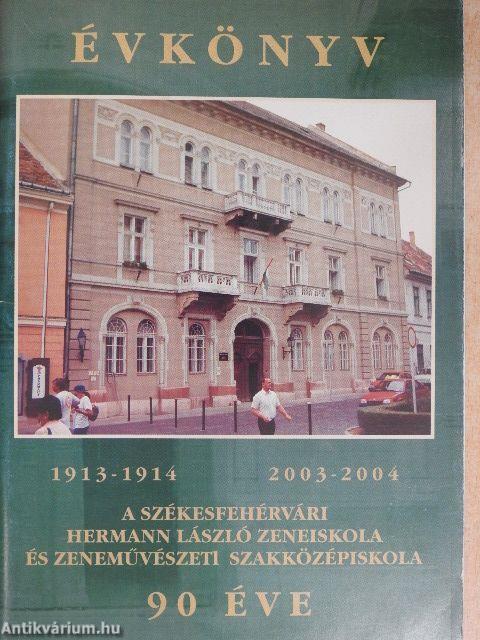 ÉVKÖNYV
1913-1914 2003-2004
A SZÉKESFEHÉRVÁRI
HERMANN LÁSZLÓ ZENEISKOLA
ÉS ZENEMŰVÉSZETI SZAKKÖZÉPISKOLA
90 ÉVE
Antikvárium.hu